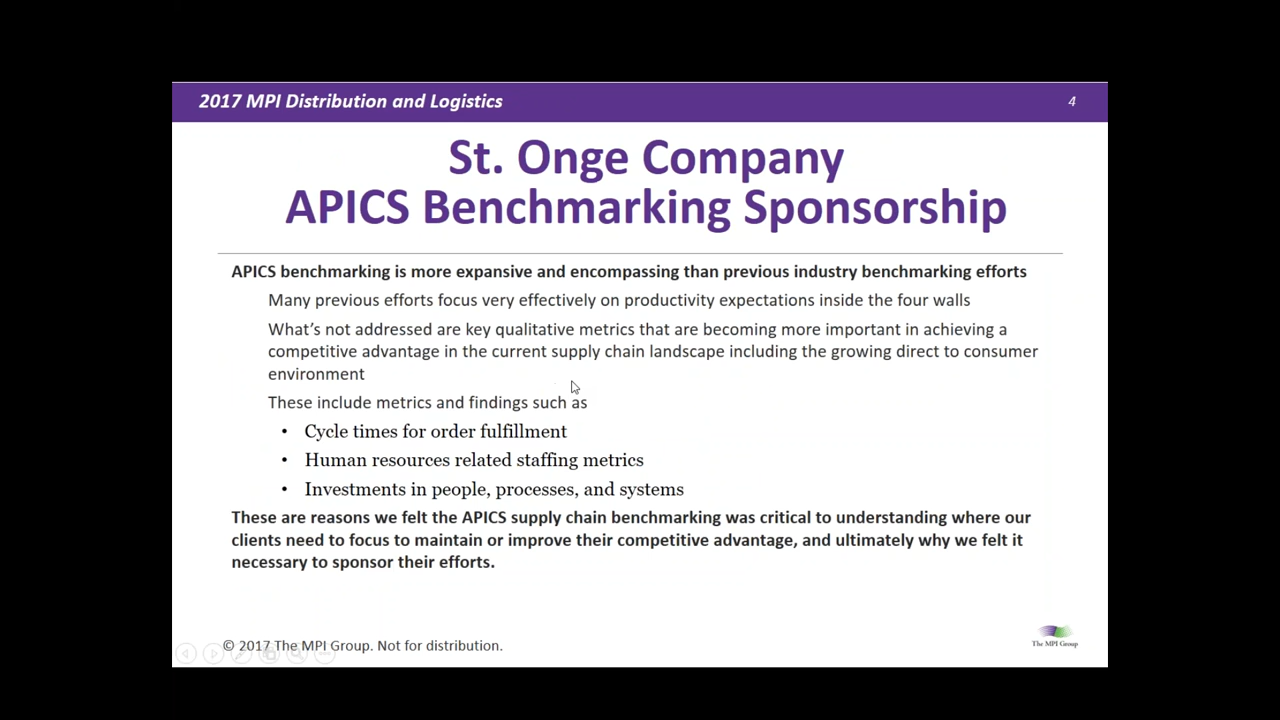 2017 MPI Distribution and Logistics
4
St. Onge Company
APICS Benchmarking Sponsorship
APICS benchmarking is more expansive and encompassing than previous industry benchmarking efforts
Many previous efforts focus very effectively on productivity expectations inside the four walls
What's not addressed are key qualitative metrics that are becoming more important in achieving a
competitive advantage in the current supply chain landscape including the growing direct to consumer
environment
These include metrics and findings such as
• Cycle times for order fulfillment
• Human resources related staffing metrics
• Investments in people, processes, and systems
These are reasons we felt the APICS supply chain benchmarking was critical to understanding where our
clients need to focus to maintain or improve their competitive advantage, and ultimately why we felt it
necessary to sponsor their efforts.
© 2017 The MPI Group. Not for distribution.
The MPI Group